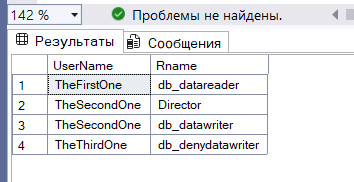 142 % Проблемы не найдены.
Результаты Сообщения
UserName Rname
1 TheFirstOne db_datareader
2 TheSecondOne Director
3 TheSecondOne db_datawriter
4 TheThirdOne db_denydatawriter